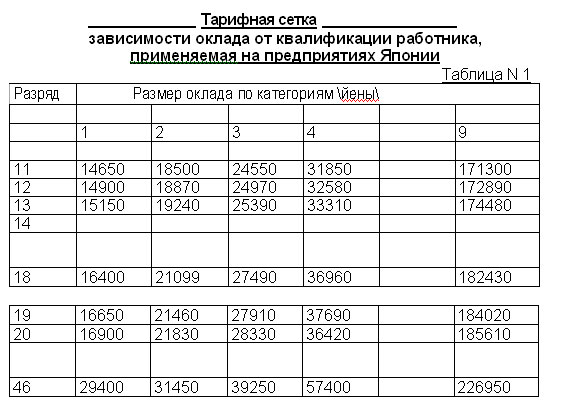 Тарифная сетка
зависимости оклада от квалификации работника,
применяемая на предприятиях Японии
Таблица N 1
Разряд Размер оклада по категориям \йены\
1 2 3 4 9
11 14650 18500 24550 31850 171300
12 14900 18870 24970 32580 172890
13 15150 19240 25390 33310 174480
14
18 16400 21099 27490 36960 182430
19 16650 21460 27910 37690 184020
20 16900 21830 28330 36420 185610
46 29400 31450 39250 57400 226950